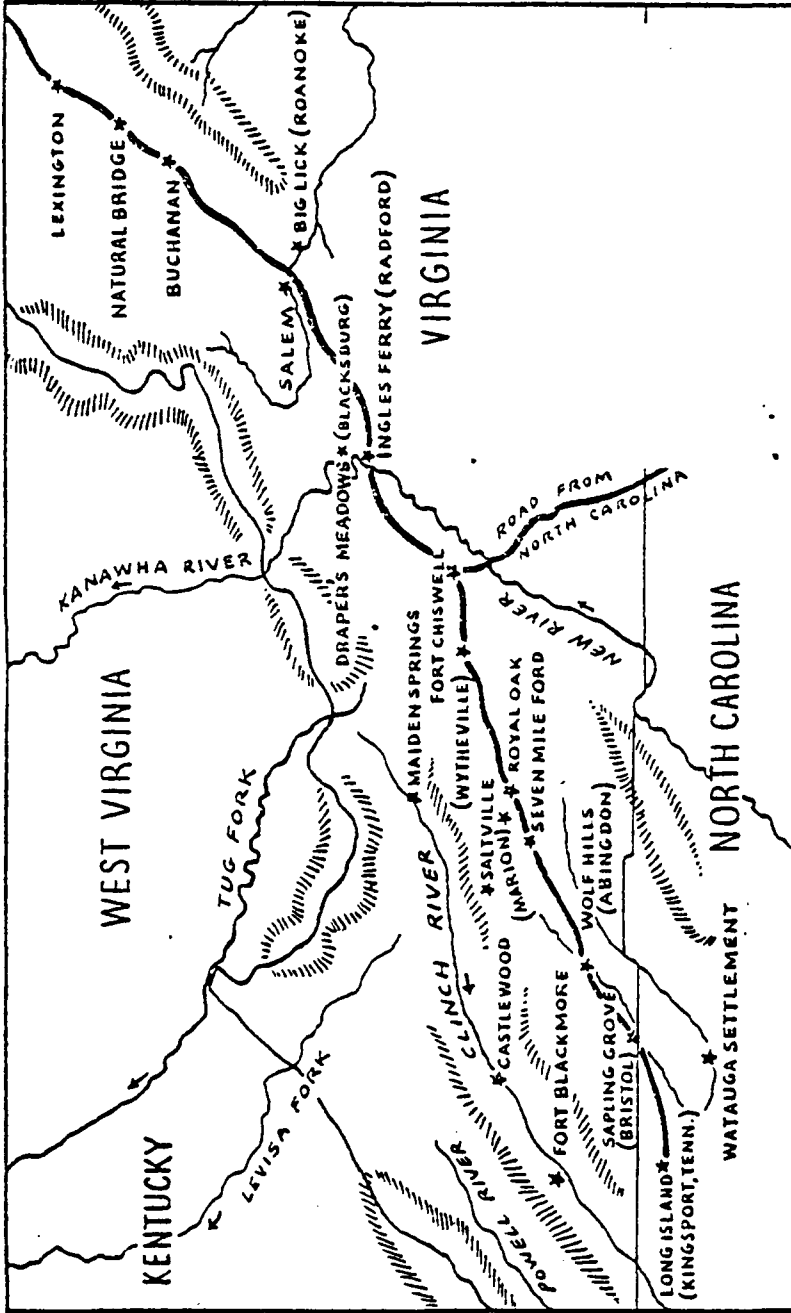 LEXINGTON
NATURAL BRIDGE
BUCHANAN
BIG LICK (ROANOKE)
SALEM
VIRGINIA
INGLES FERRY (RADFORD)
DRAPERS MEADOWS (BLACKSBURG)
KANAWHA RIVER
WEST VIRGINIA
ROAD FROM
NORTH CAROLINA
NEW RIVER
FORT CHISWELL
(WYTHEVILLE)
MAIDEN SPRINGS
ROYAL OAK
(MARION)
SEVEN MILE FORD
SALTVILLE
TUG FORK
CLINCH RIVER
NORTH CAROLINA
WOLF HILLS
(ABINGDON)
CASTLEWOOD
KENTUCKY
LEVISA FORK
FORT BLACKMORE
SAPLING GROVE
(BRISTOL)
POWELL RIVER
WATAUGA SETTLEMENT
LONG ISLAND
(KINGSPORT, TENN.)